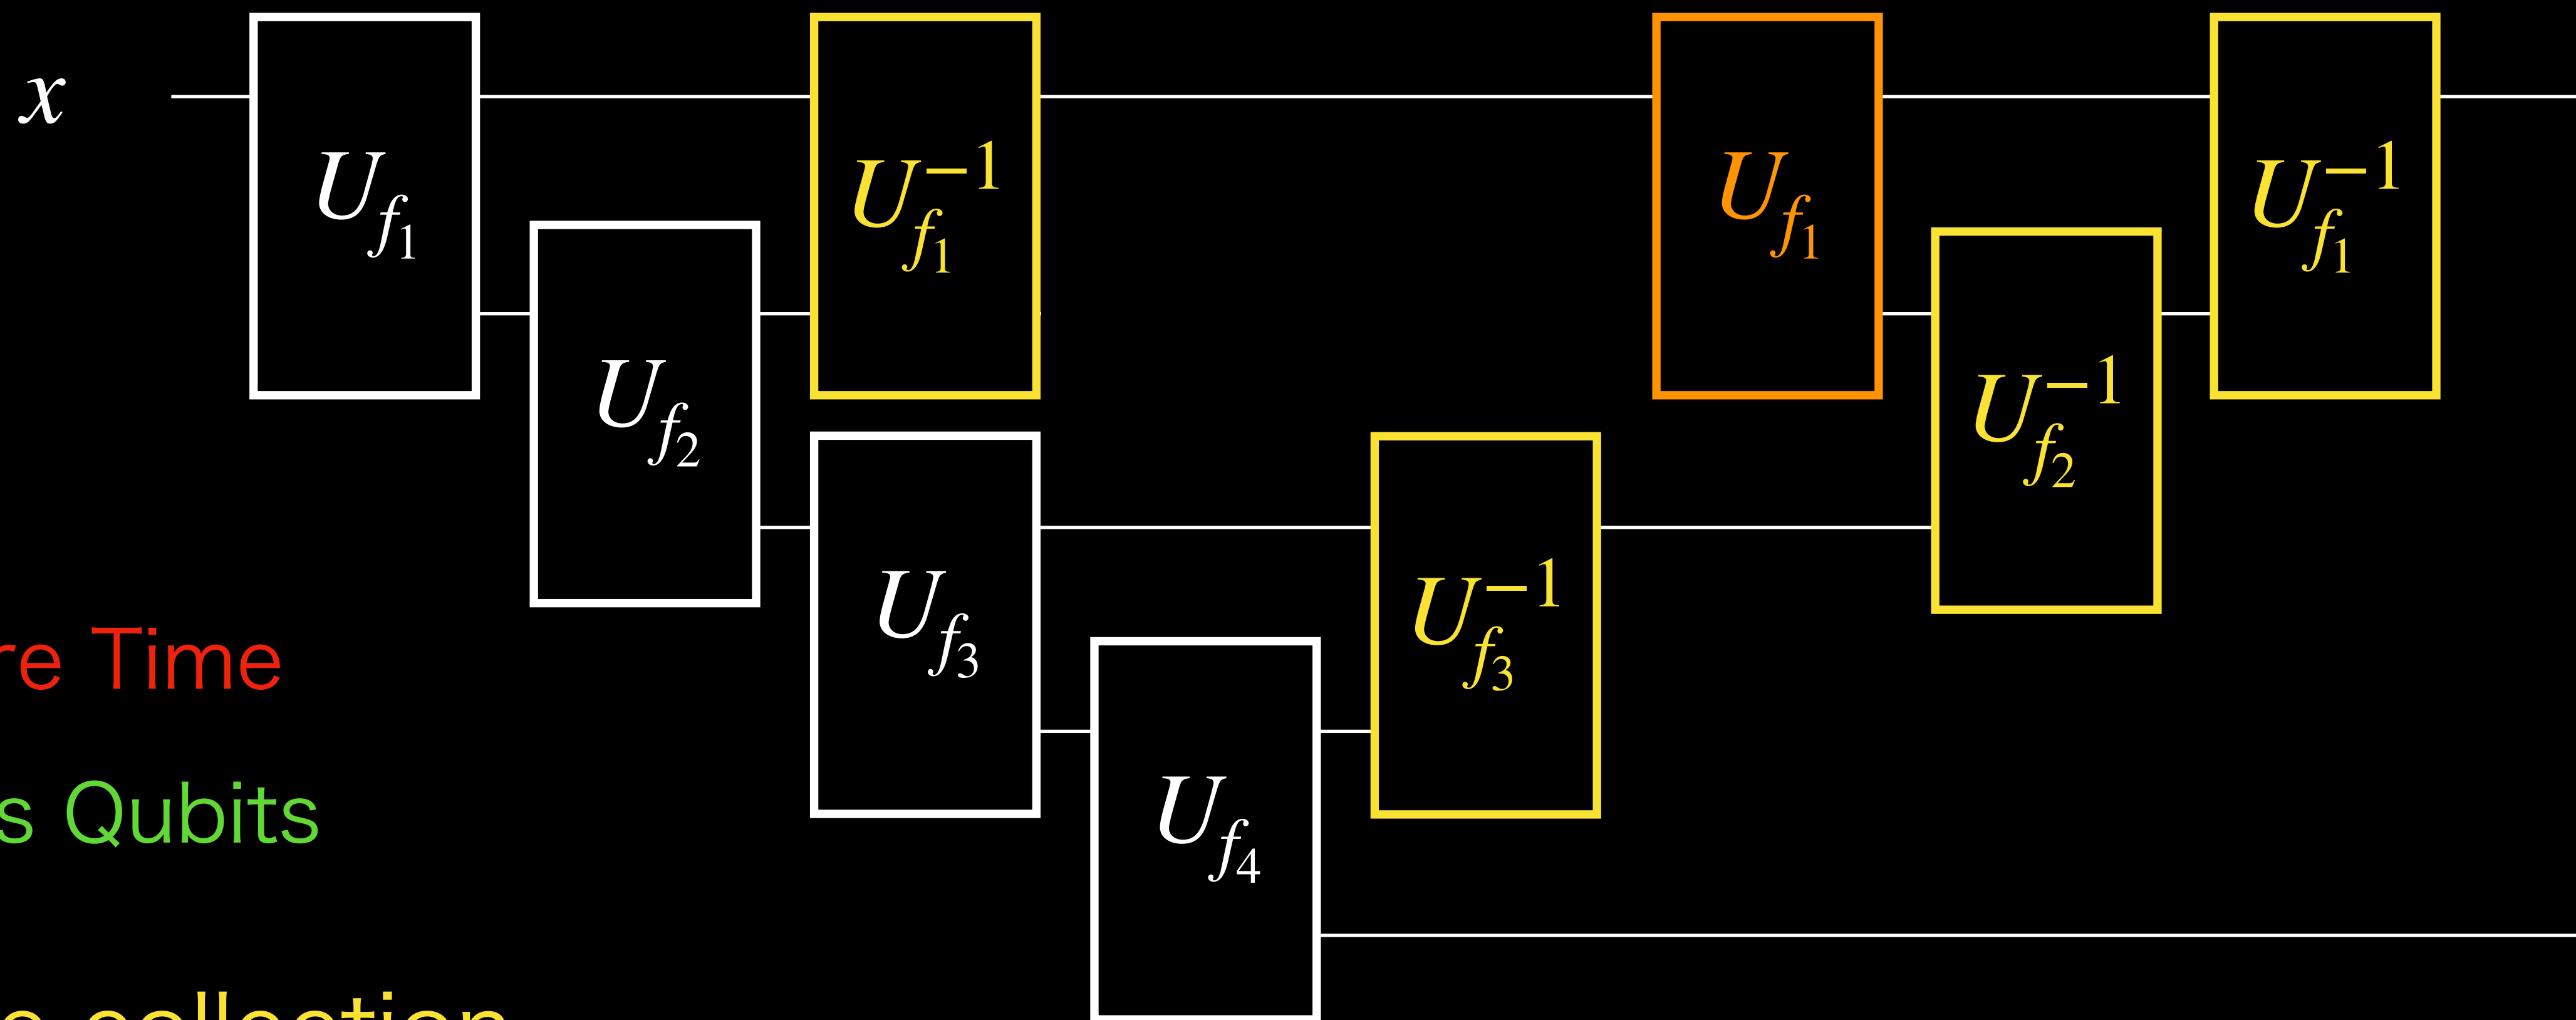 x
U_{f_1}
U_{f_2}
U_{f_1}^{-1}
U_{f_3}
U_{f_4}
U_{f_3}^{-1}
U_{f_1}
U_{f_2}^{-1}
U_{f_1}^{-1}
Time
Qubits
collection